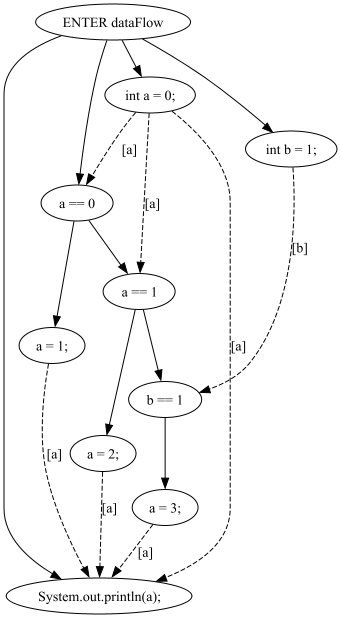 ENTER dataFlow
int a = 0;
int b = 1;
[a]
a == 0
[a]
[b]
a == 1
a = 1;
[a]
b == 1
a = 2;
[a]
a = 3;
[a]
[a]
System.out.println(a);